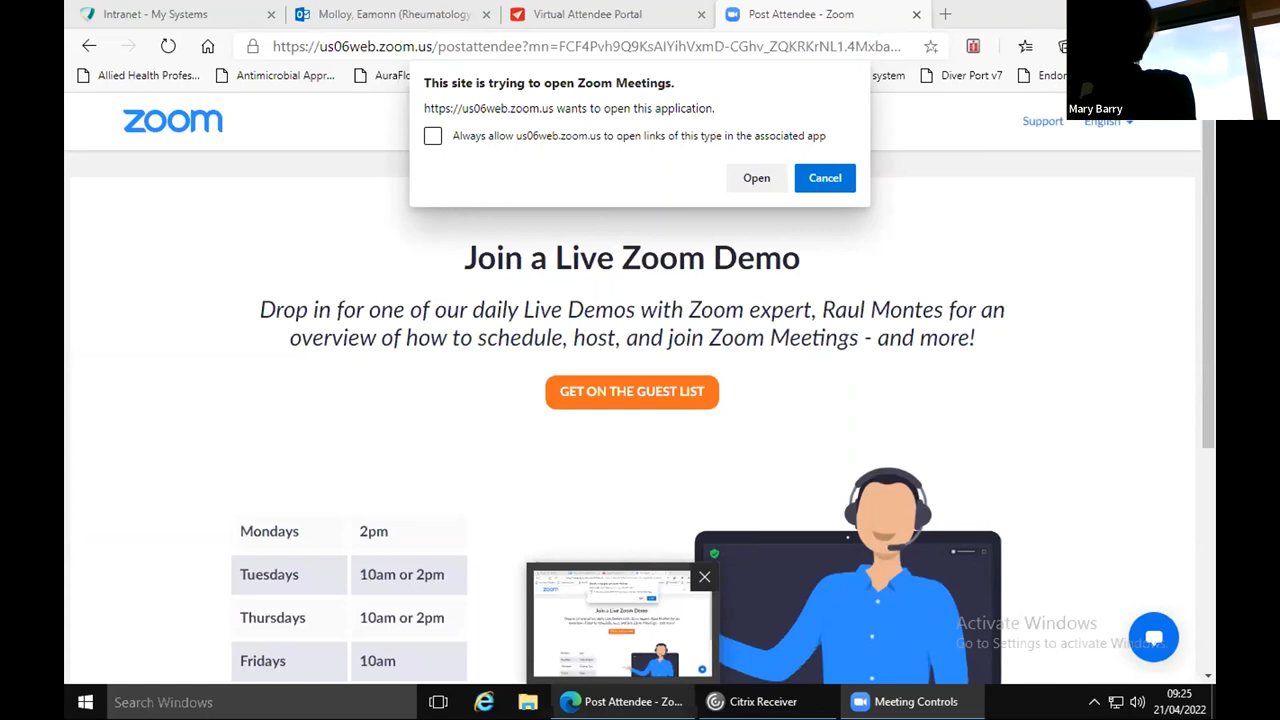 Intranet - My Systems
Molloy, Eamonn (Rheumatology
Virtual Attendee Portal
Post Attendee - Zoom
https://us06web.zoom.us/postattendee?mn=FCF4Pvh9Q9KsAIYihVxmD-CGhv_ZQKRKrNL1.4Mxba...
Allied Health Profes...
Antimicrobial Appr...
AuraFlo
system
Diver Port v7
Endor
This site is trying to open Zoom Meetings.
https://us06web.zoom.us wants to open this application.
Always allow us06web.zoom.us to open links of this type in the associated app
Open
Cancel
Mary Barry
zoom
Support
English
Join a Live Zoom Demo
Drop in for one of our daily Live Demos with Zoom expert, Raul Montes for an
overview of how to schedule, host, and join Zoom Meetings - and more!
GET ON THE GUEST LIST
Mondays 2pm
Tuesdays 10am or 2pm
Thursdays 10am or 2pm
Fridays 10am
zoom
Join a Live Zoom Demo
Activate Windows
Go to Settings to activate Windows.
Search Windows
Post Attendee - Zo...
Citrix Receiver
Meeting Controls
09:25
21/04/2022